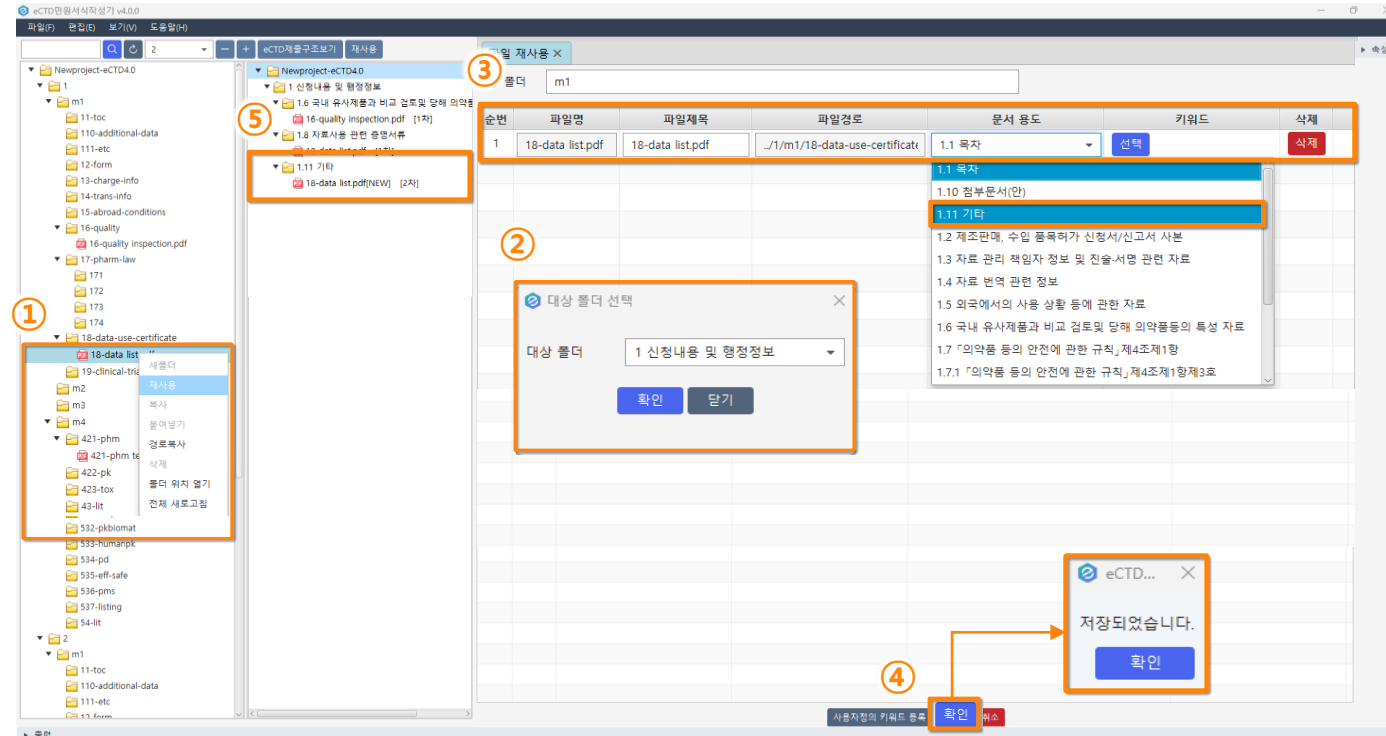 eCTD민원서식작성기 v4.0.0
파일(F) 편집(E) 보기(V) 도움말(H)
2 eCTD제출구조보기 재사용
Newproject-eCTD4.0
1
m1
11-toc
110-additional-data
111-etc
12-form
13-charge-info
14-trans-info
15-abroad-conditions
16-quality
16-quality inspection.pdf
17-pharm-law
171
172
173
174
①
18-data-use-certificate
18-data list
19-clinical-tria
m2
m3
m4
421-phm
421-phm te
422-pk
423-tox
43-lit
532-pkbiomat
533-humanpk
534-pd
535-eff-safe
536-pms
537-listing
54-lit
2
m1
11-toc
110-additional-data
111-etc
12-form
새폴더
재사용
복사
붙여넣기
경로복사
삭제
폴더 위치 열기
전체 새로고침
Newproject-eCTD4.0
1 신청내용 및 행정정보
1.6 국내 유사제품과 비교 검토및 당해 의약품
⑤
16-quality inspection.pdf [1차]
1.8 자료사용 관련 증명서류
18-data list.pdf [1차]
1.11 기타
18-data list.pdf[NEW] [2차]
파일 재사용
속성
③
폴더 m1
순번 파일명 파일제목 파일경로 문서 용도 키워드 삭제
1 18-data list.pdf 18-data list.pdf ../1/m1/18-data-use-certificate 1.1 목차 선택 삭제
1.1 목차
1.10 첨부문서(안)
1.11 기타
1.2 제조판매, 수입 품목허가 신청서/신고서 사본
1.3 자료 관리 책임자 정보 및 진술·서명 관련 자료
1.4 자료 번역 관련 정보
1.5 외국에서의 사용 상황 등에 관한 자료
1.6 국내 유사제품과 비교 검토및 당해 의약품등의 특성 자료
1.7 「의약품 등의 안전에 관한 규칙」제4조제1항
1.7.1 「의약품 등의 안전에 관한 규칙」제4조제1항제3호
②
대상 폴더 선택
대상 폴더 1 신청내용 및 행정정보
확인 닫기
eCTD...
저장되었습니다.
확인
④
사용자정의 키워드 등록 확인 취소
출력